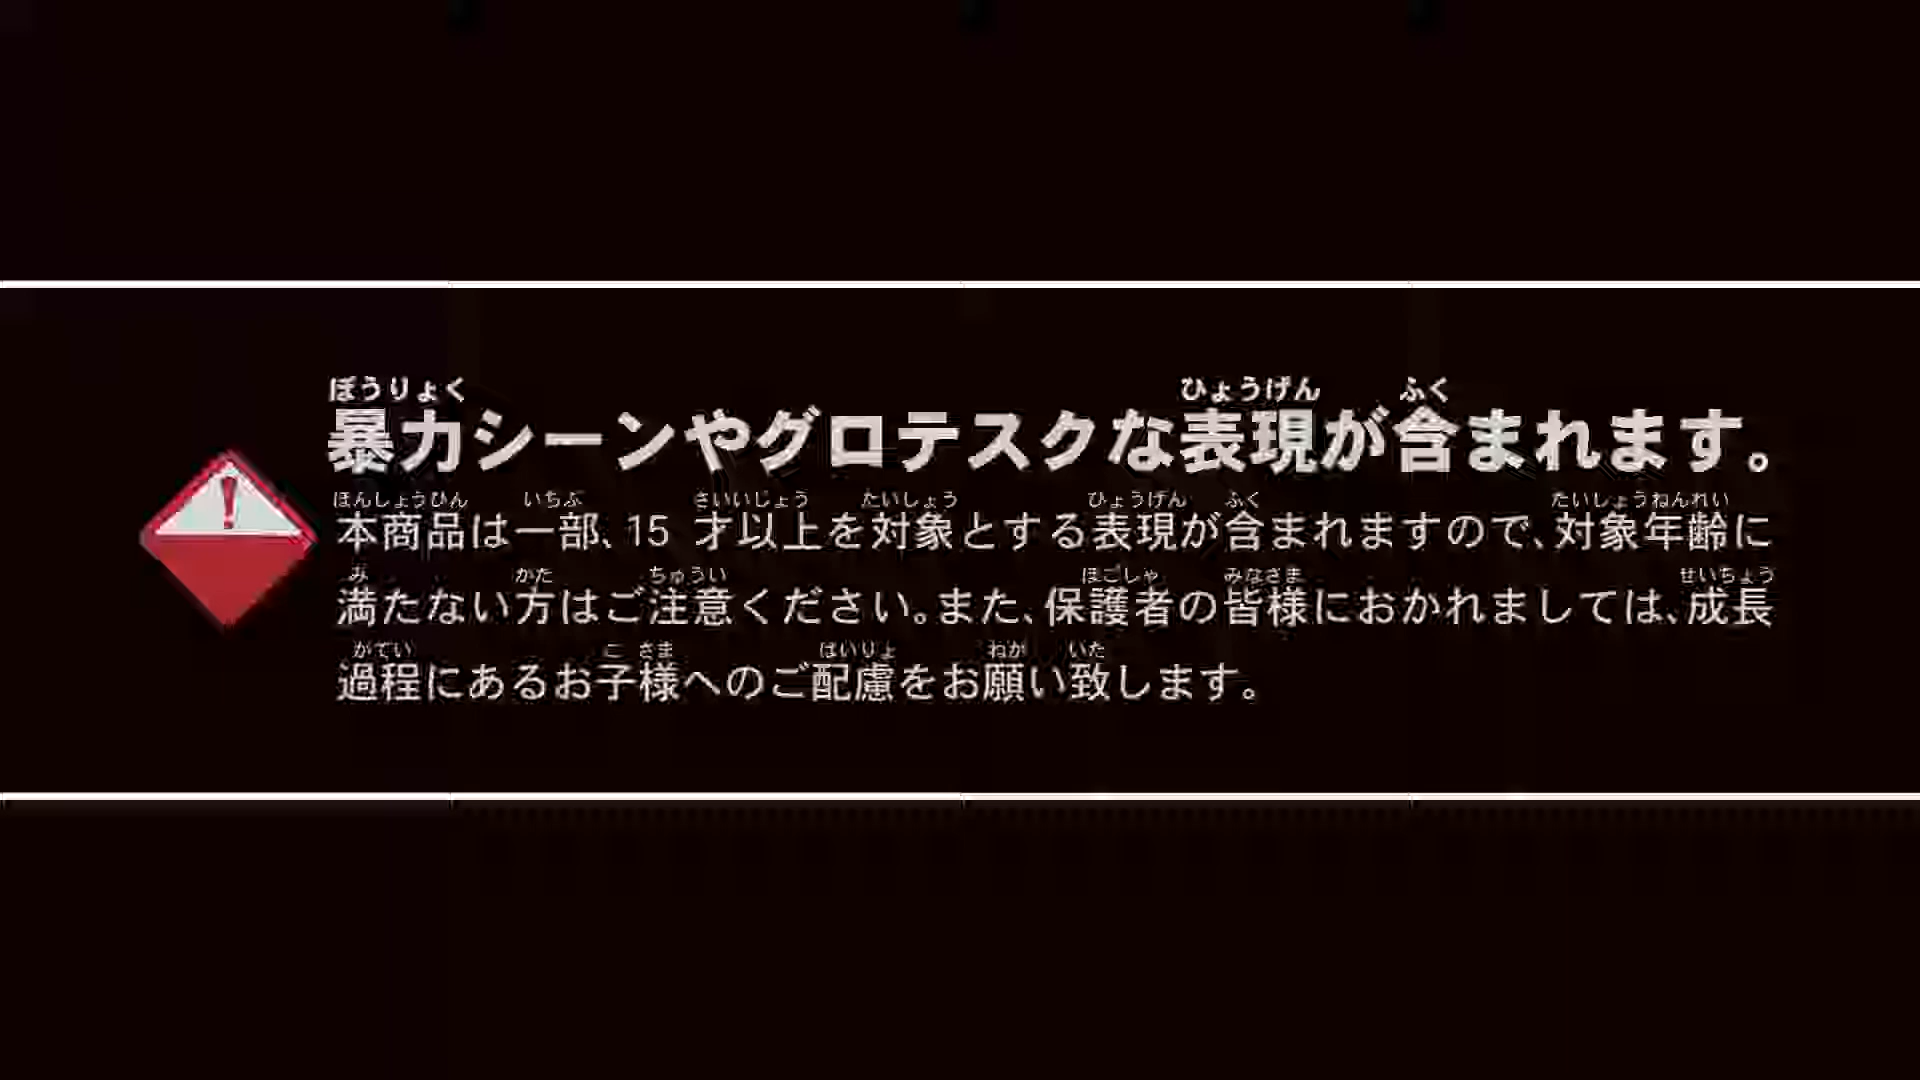 ぼうりょく ひょうげん ふく
暴力シーンやグロテスクな表現が含まれます。
ほんしょうひん いちぶ さいいじょう たいしょう ひょうげん ふく たいしょうねんれい
本商品は一部、15 才以上を対象とする表現が含まれますので、対象年齢に
み かた ちゅうい ほごしゃ みなさま せいちょう
満たない方はご注意ください。また、保護者の皆様におかれましては、成長
がてい こ さま はいりょ ねが いた
過程にあるお子様へのご配慮をお願い致します。